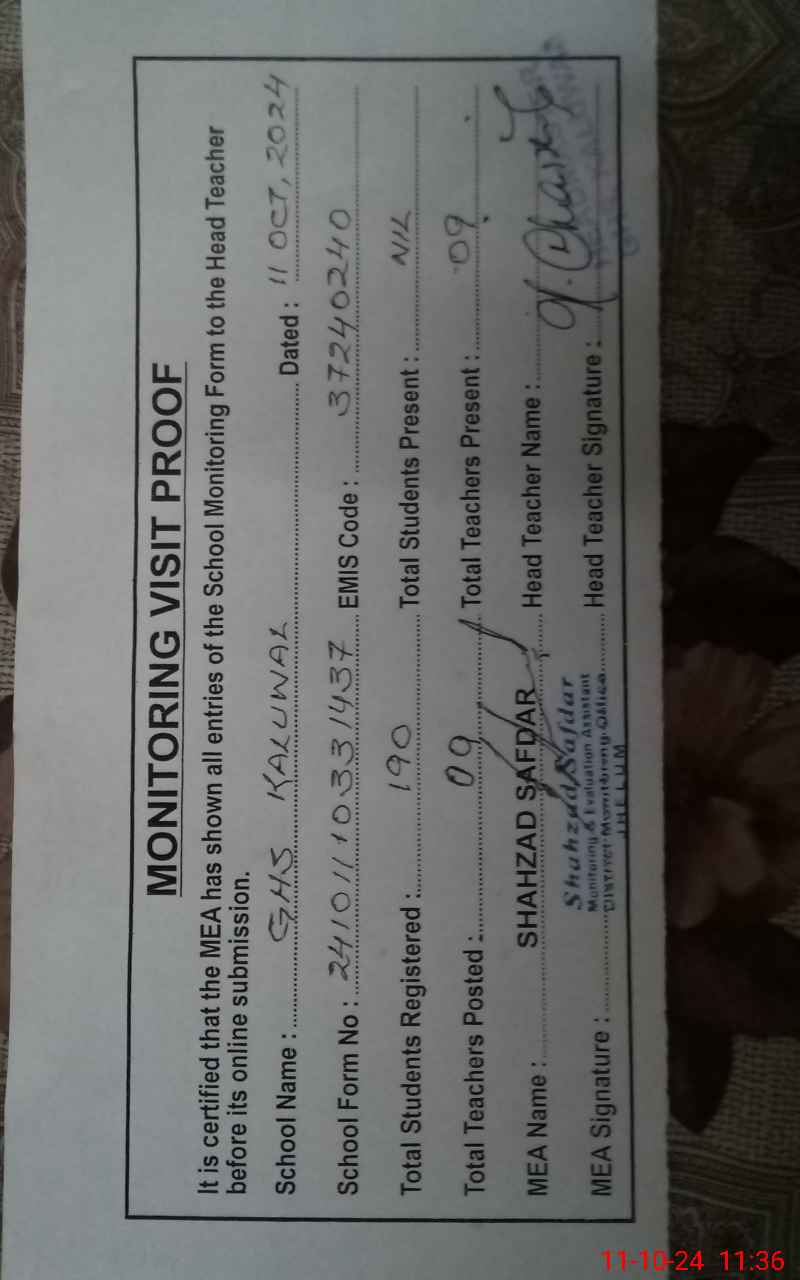 MONITORING VISIT PROOF
It is certified that the MEA has shown all entries of the School Monitoring Form to the Head Teacher
before its online submission.
School Name : GHS KALUWAL Dated : 11 OCT, 2024
School Form No : 241011103331437 EMIS Code : 37240240
Total Students Registered : 190 Total Students Present : NIL
Total Teachers Posted : 09 Total Teachers Present : 09
MEA Name : SHAHZAD SAFDAR Head Teacher Name :
Shahzad Safdar
Monitoring & Evaluation Assistant
MEA Signature : District Monitoring Office Head Teacher Signature :
JHELUM
11-10-24 11:36